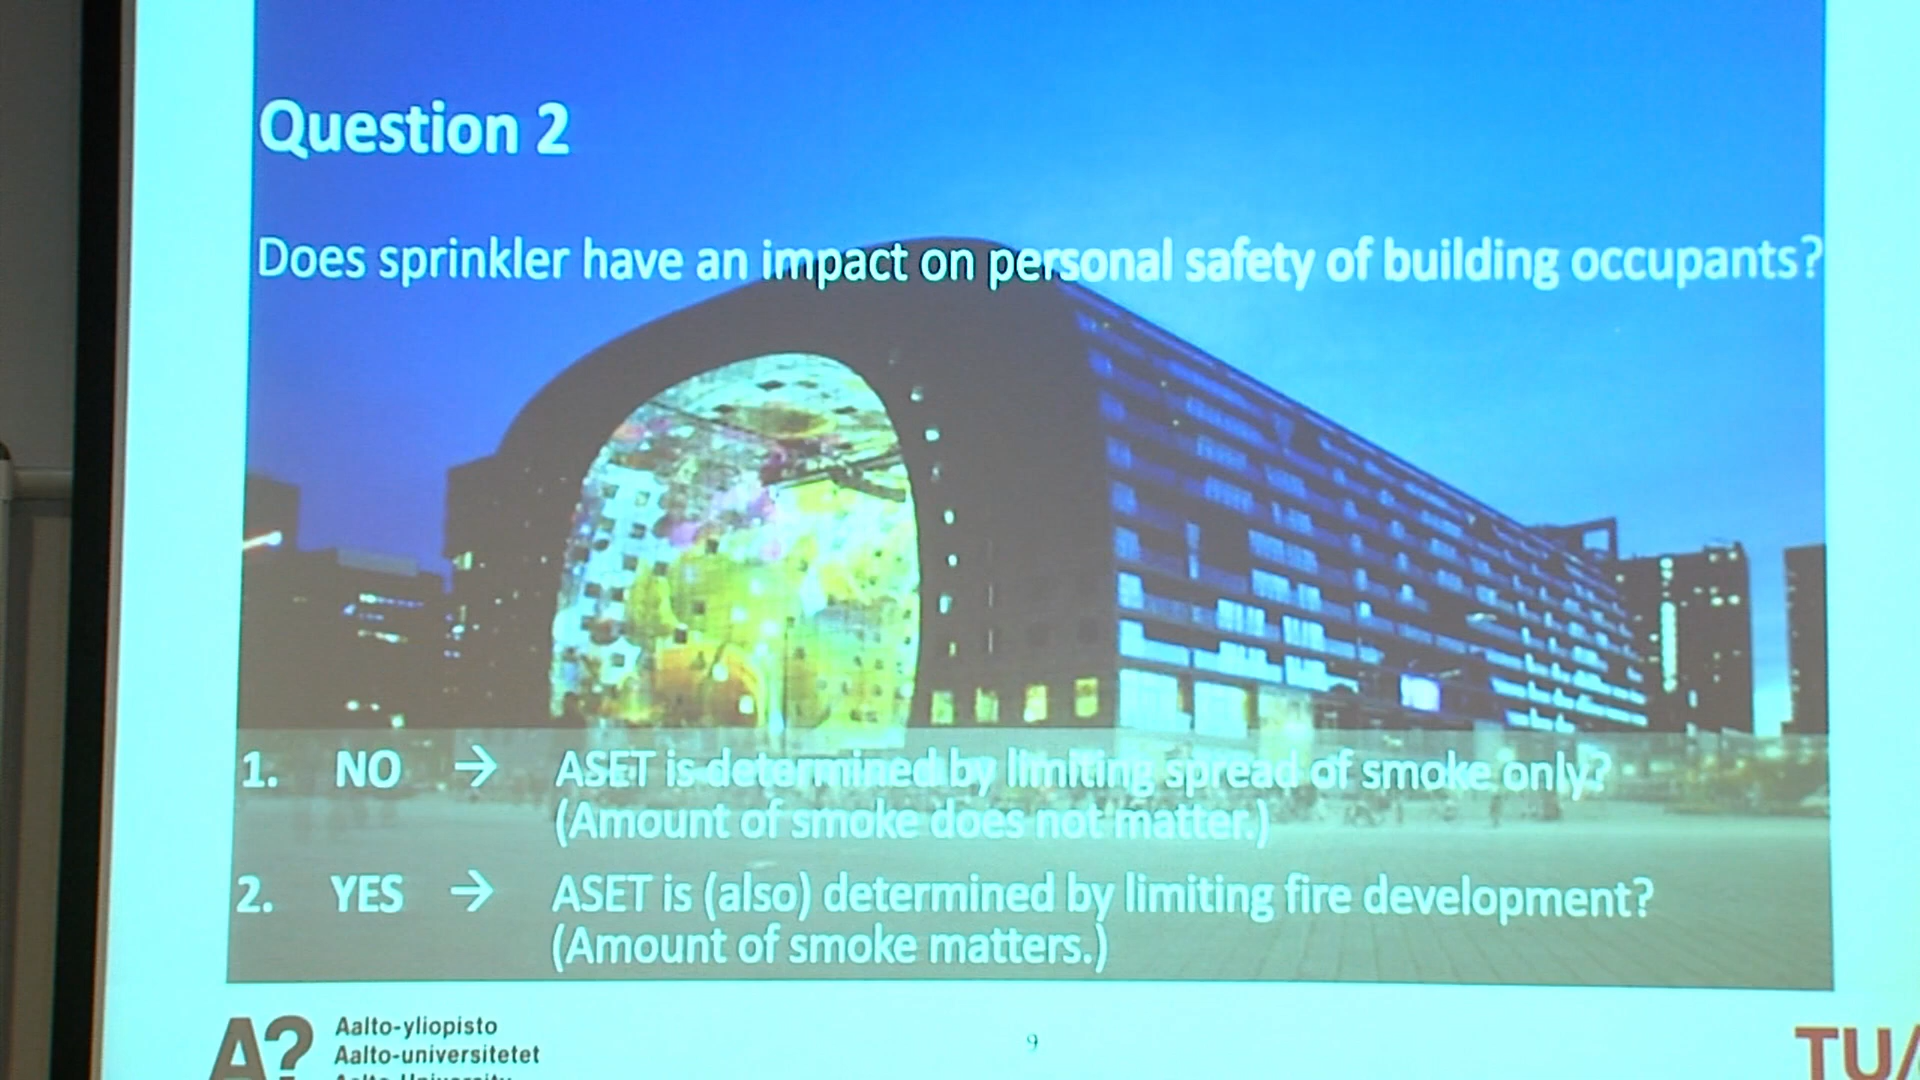 Question 2
Does sprinkler have an impact on personal safety of building occupants?
1. NO → ASET is determined by limiting spread of smoke only?
(Amount of smoke does not matter.)
2. YES → ASET is (also) determined by limiting fire development?
(Amount of smoke matters.)
A?
Aalto-yliopisto
Aalto-universitetet
Aalto-University
9
TU/